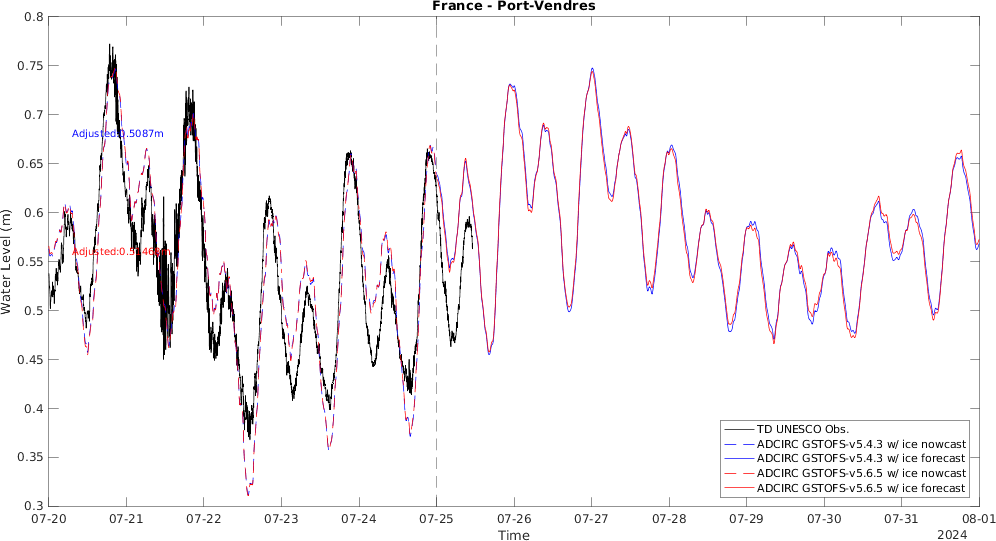 France - Port-Vendres
0.8
0.75
0.7
0.65
0.6
0.55
0.5
0.45
0.4
0.35
0.3
Water Level (m)
Adjusted:0.5087m
TD UNESCO Obs.
ADCIRC GSTOFS-v5.4.3 w/ ice nowcast
ADCIRC GSTOFS-v5.4.3 w/ ice forecast
ADCIRC GSTOFS-v5.6.5 w/ ice nowcast
ADCIRC GSTOFS-v5.6.5 w/ ice forecast
07-20 07-21 07-22 07-23 07-24 07-25 07-26 07-27 07-28 07-29 07-30 07-31 08-01
Time
2024